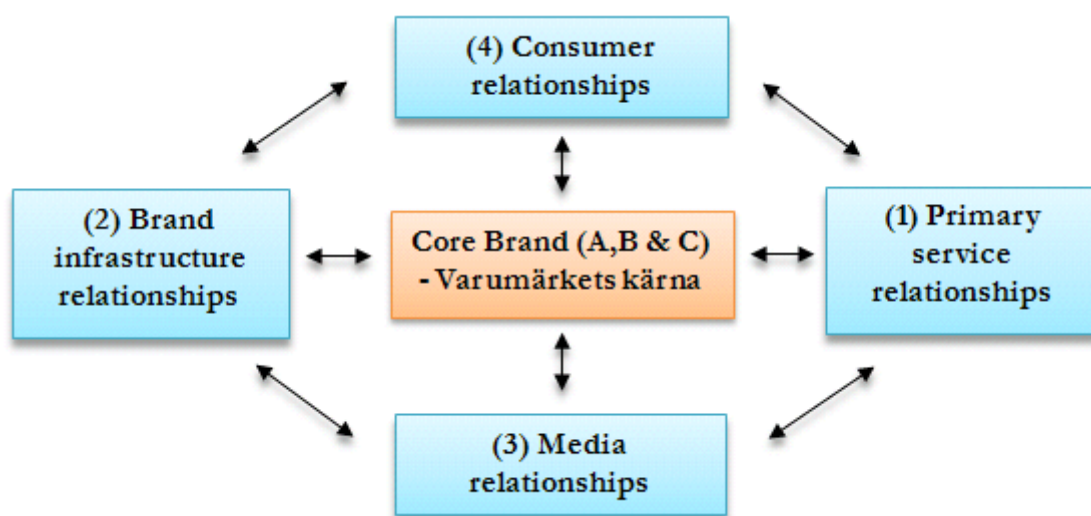 (4) Consumer
relationships
(2) Brand
infrastructure
relationships
Core Brand (A,B & C)
- Varumärkets kärna
(1) Primary
service
relationships
(3) Media
relationships